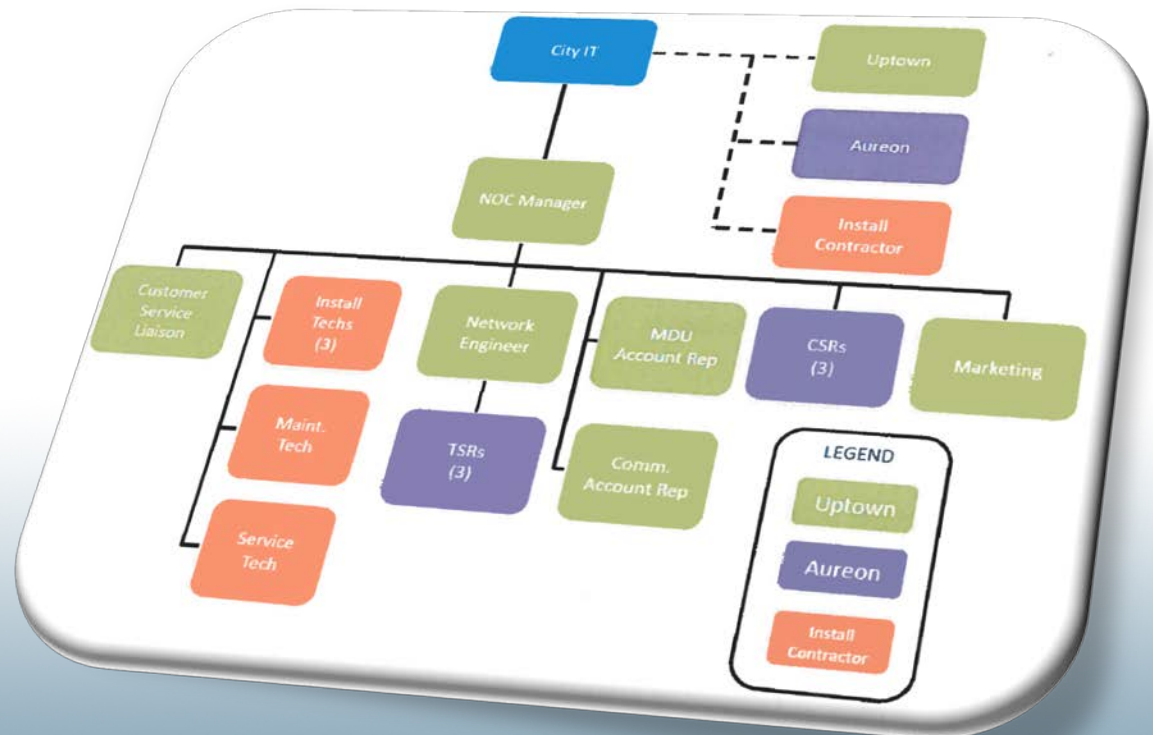 City IT
Uptown
Aureon
Install
Contractor
NOC Manager
Customer
Service
Liaison
Install
Techs
(3)
Network
Engineer
MDU
Account Rep
CSRs
(3)
Marketing
Maint.
Tech
TSRs
(3)
Comm.
Account Rep
Service
Tech
LEGEND
Uptown
Aureon
Install
Contractor